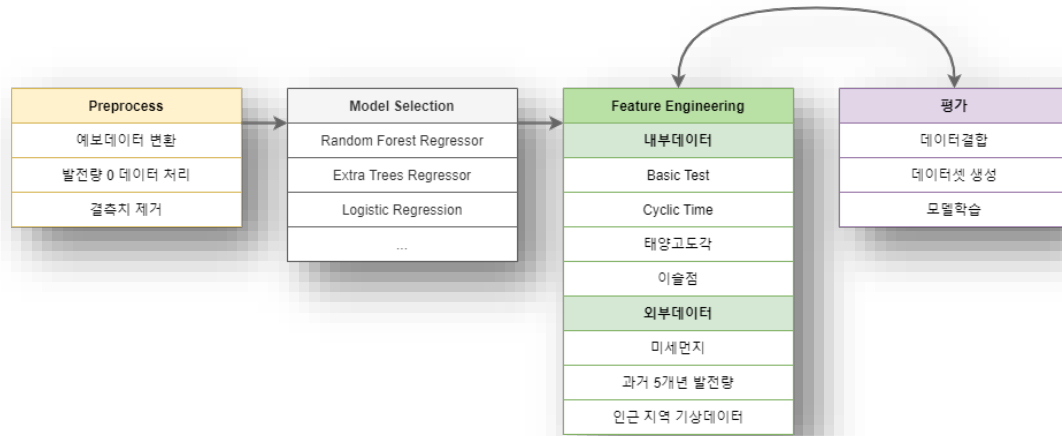 Preprocess
예보데이터 변환
발전량 0 데이터 처리
결측치 제거
Model Selection
Random Forest Regressor
Extra Trees Regressor
Logistic Regression
...
Feature Engineering
내부데이터
Basic Test
Cyclic Time
태양고도각
이슬점
외부데이터
미세먼지
과거 5개년 발전량
인근 지역 기상데이터
평가
데이터결합
데이터셋 생성
모델학습